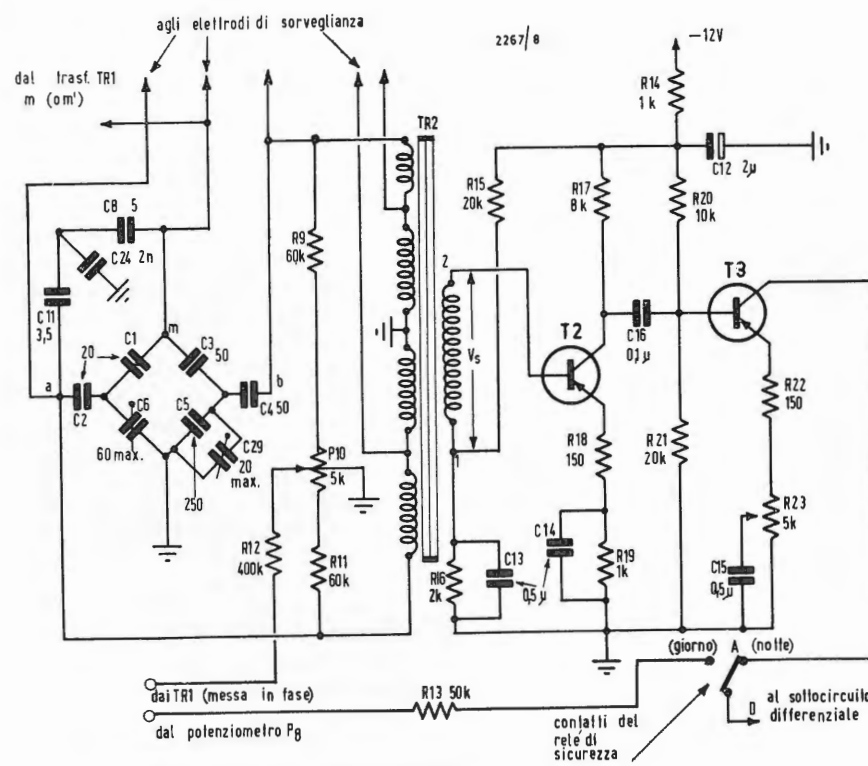 agli elettrodi di sorveglianza
2267/8
−12V
dal trasf. TR1
m (o m')
R14
1k
TR2
C12 2µ
C8 5
C24 2n
R9
60k
R15
20k
R17
8k
R20
10k
C11
3,5
2
T3
T2
C16
0,1µ
m
20
C1
C3
50
Vs
a
b
C2
C4 50
C6
C5
C29
20
max.
60 max.
250
P10
5k
1
R18
150
R21
20k
R22
150
R23
5k
R12
400k
R11
60k
R16
2k
C13
C14
0,5µ
R19
1k
C15
0,5µ
(giorno) A (notte)
dai TR1 (messa in fase)
R13 50k
dal potenziometro P8
contatti del
relé di
sicurezza
D
al sottocircuito
differenziale